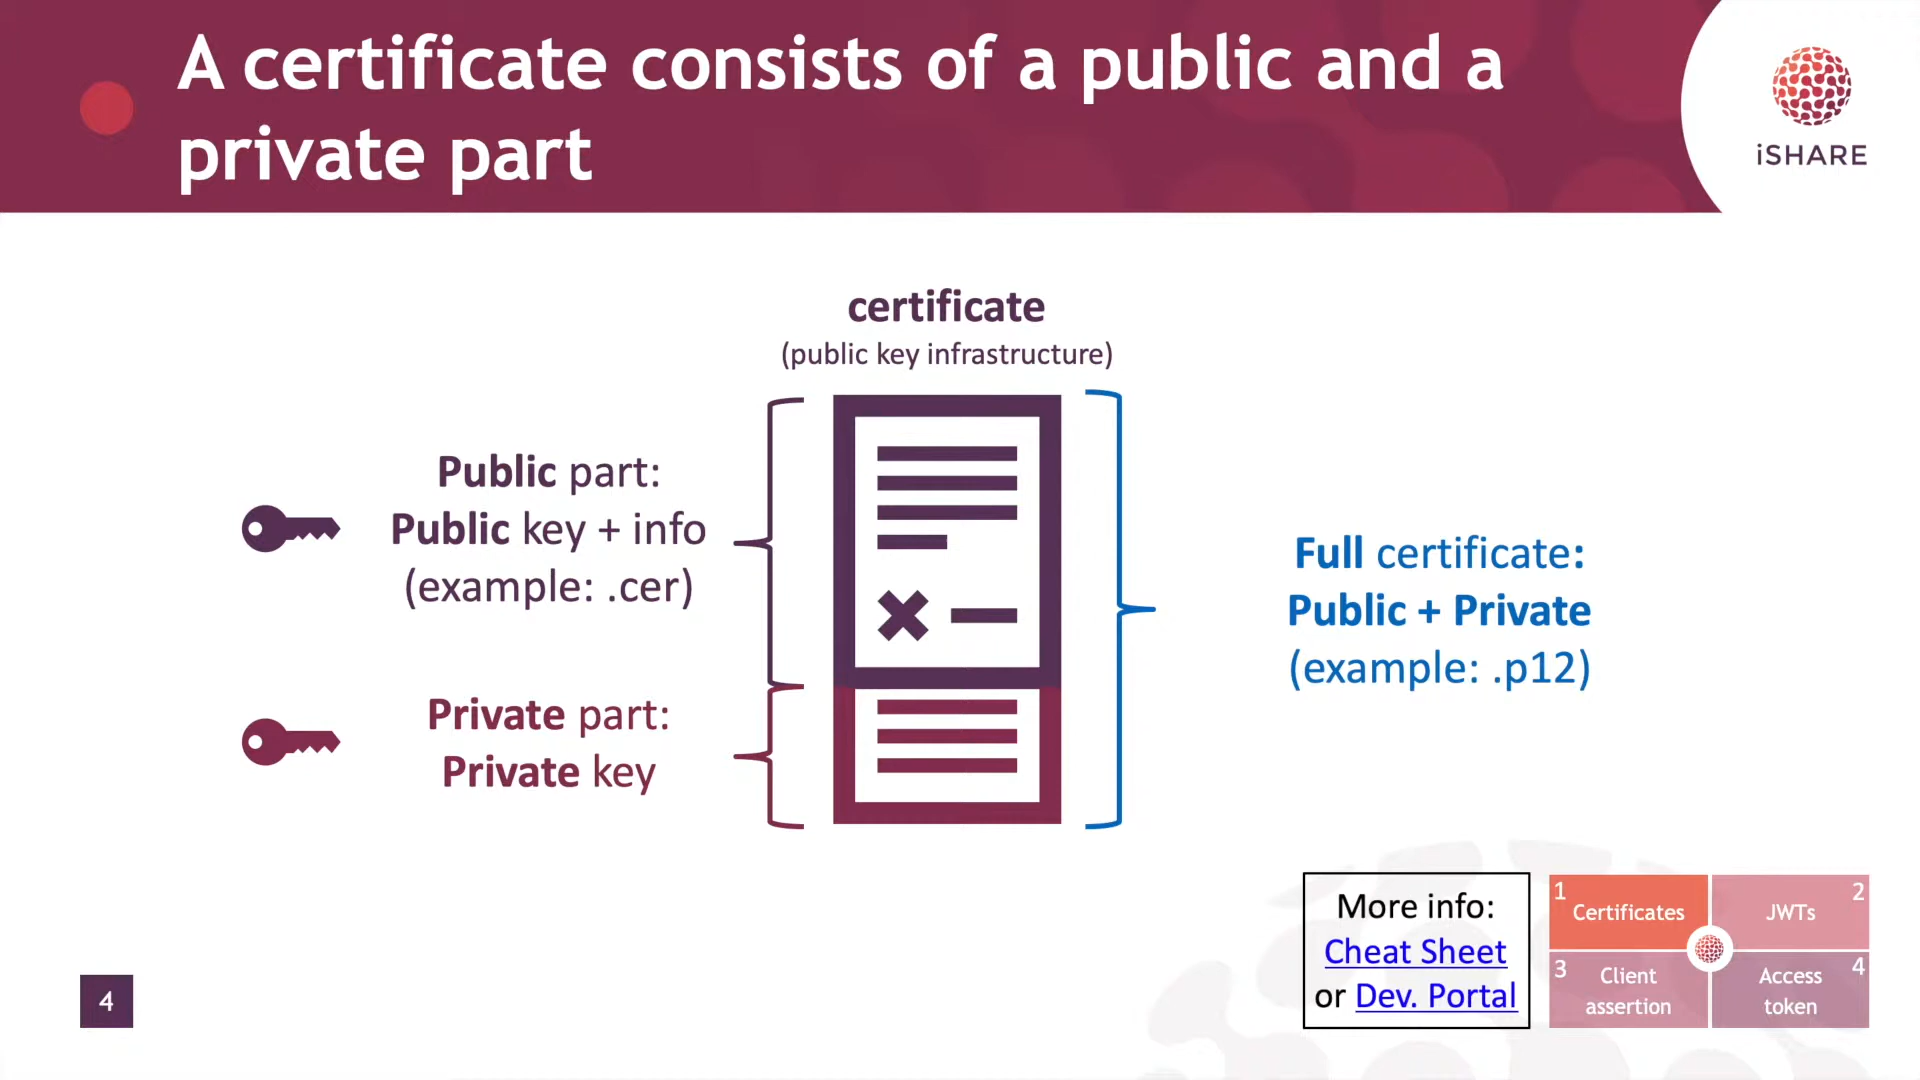 A certificate consists of a public and a
private part
iSHARE
certificate
(public key infrastructure)
Public part:
Public key + info
(example: .cer)
Private part:
Private key
Full certificate:
Public + Private
(example: .p12)
More info:
Cheat Sheet
or Dev. Portal
1
Certificates
2
JWTs
3
Client
assertion
4
Access
token
4